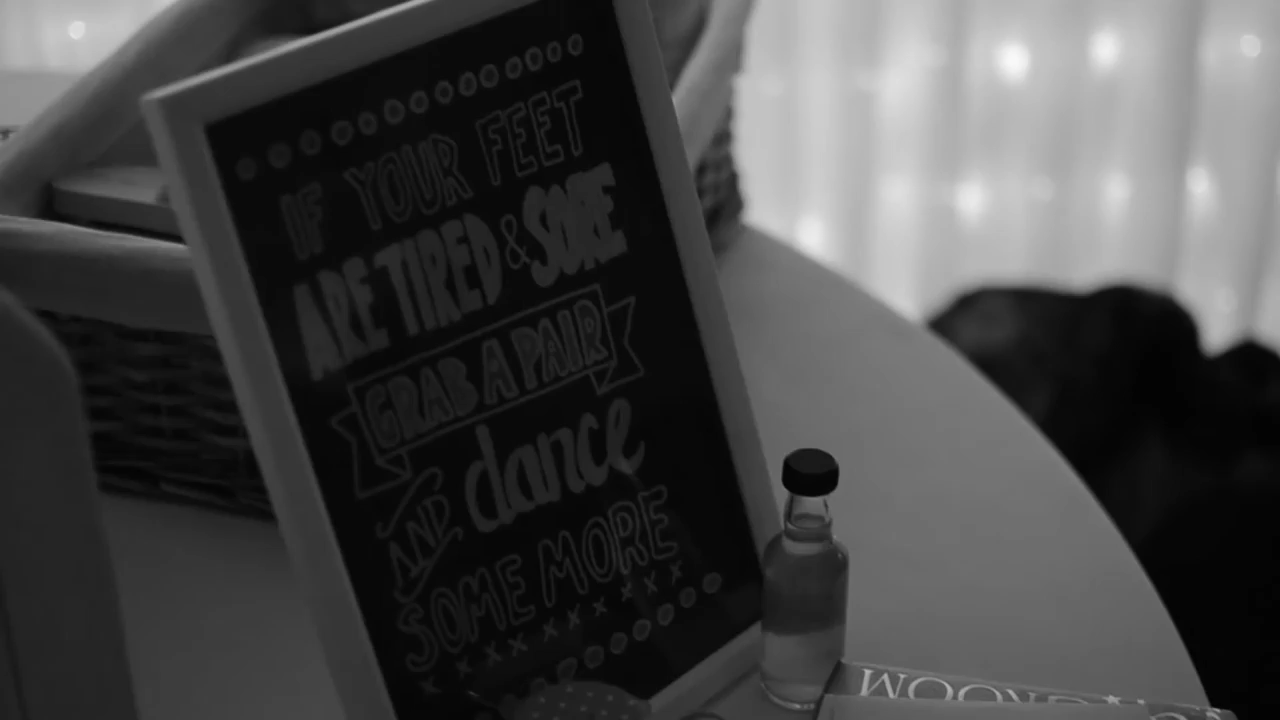 IF YOUR FEET
ARE TIRED & SORE
GRAB A PAIR
AND dance
SOME MORE